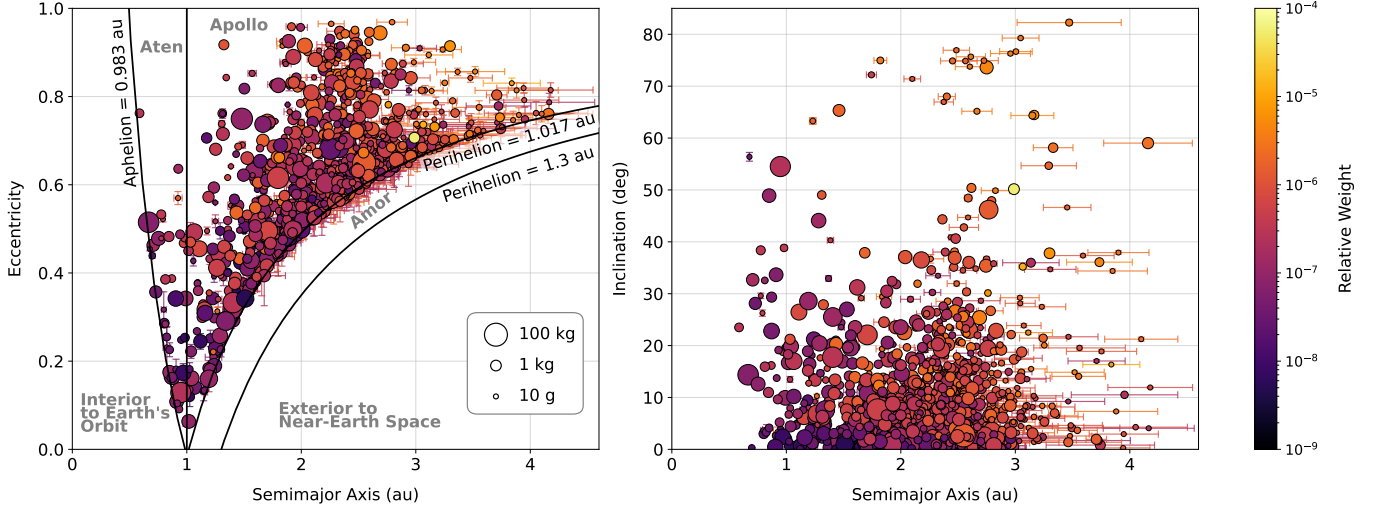 1.0
0.8
0.6
0.4
0.2
0.0
Eccentricity
0
1
2
3
4
Semimajor Axis (au)
Aphelion = 0.983 au
Aten
Apollo
Perihelion = 1.017 au
Perihelion = 1.3 au
Amor
Interior
to Earth's
Orbit
Exterior to
Near-Earth Space
100 kg
1 kg
10 g
80
70
60
50
40
30
20
10
0
Inclination (deg)
0
1
2
3
4
Semimajor Axis (au)
10⁻⁴
10⁻⁵
10⁻⁶
10⁻⁷
10⁻⁸
10⁻⁹
Relative Weight